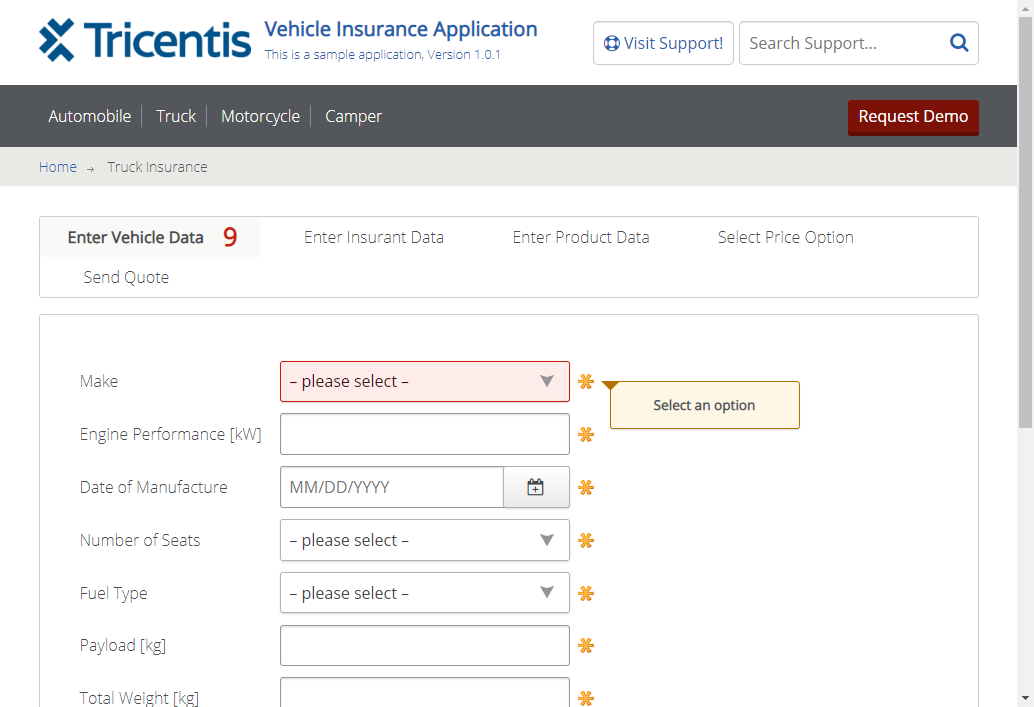 Tricentis
Vehicle Insurance Application
This is a sample application, Version 1.0.1
Visit Support!
Search Support...
Automobile
Truck
Motorcycle
Camper
Request Demo
Home → Truck Insurance
Enter Vehicle Data 9
Enter Insurant Data
Enter Product Data
Select Price Option
Send Quote
Make
– please select –
Select an option
Engine Performance [kW]
Date of Manufacture
MM/DD/YYYY
Number of Seats
– please select –
Fuel Type
– please select –
Payload [kg]
Total Weight [kg]